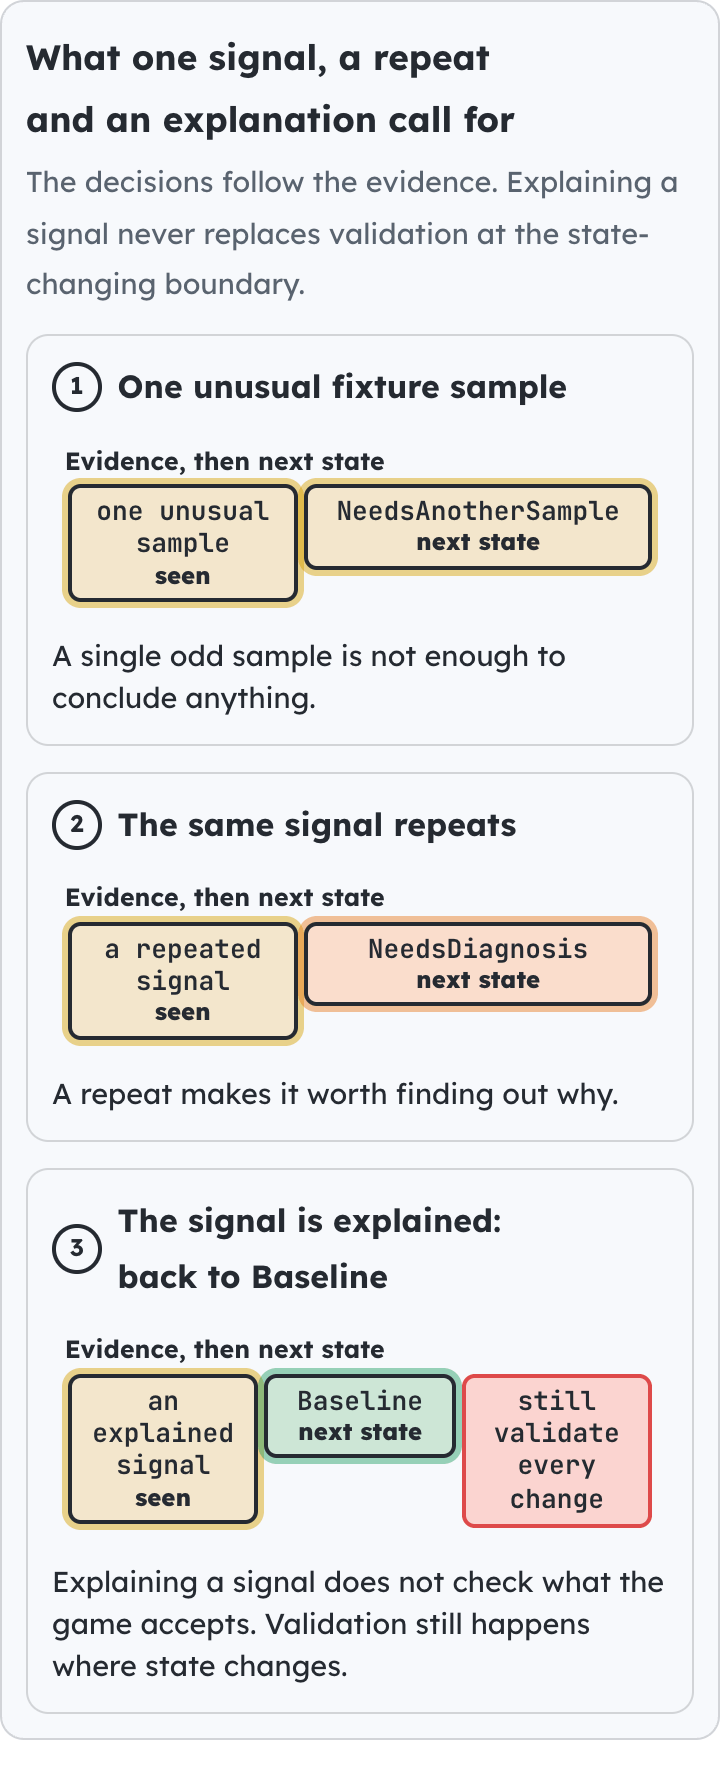 What one signal, a repeat
and an explanation call for
The decisions follow the evidence. Explaining a
signal never replaces validation at the state-
changing boundary.
1 One unusual fixture sample
Evidence, then next state
one unusual
sample
seen
NeedsAnotherSample
next state
A single odd sample is not enough to
conclude anything.
2 The same signal repeats
Evidence, then next state
a repeated
signal
seen
NeedsDiagnosis
next state
A repeat makes it worth finding out why.
3 The signal is explained:
back to Baseline
Evidence, then next state
an
explained
signal
seen
Baseline
next state
still
validate
every
change
Explaining a signal does not check what the
game accepts. Validation still happens
where state changes.